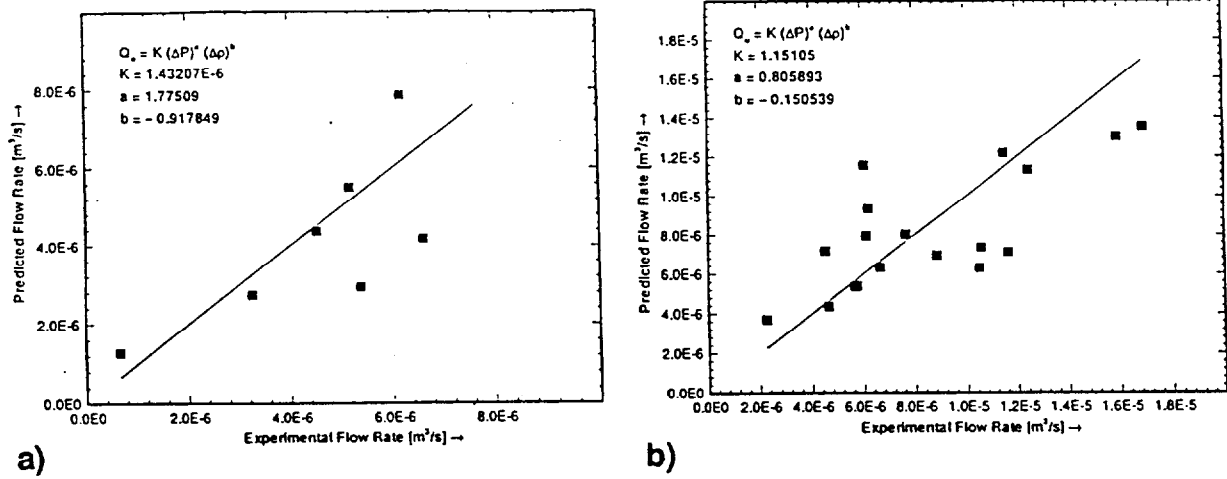 Q_w = K (ΔP)^a (Δρ)^b
K = 1.43207E-6
a = 1.77509
b = – 0.917849
8.0E-6
6.0E-6
4.0E-6
2.0E-6
0.0E0
Predicted Flow Rate [m³/s] →
0.0E0 2.0E-6 4.0E-6 6.0E-6 8.0E-6
Experimental Flow Rate [m³/s] →
a)
Q_w = K (ΔP)^a (Δρ)^b
K = 1.15105
a = 0.805893
b = – 0.150539
1.8E-5
1.6E-5
1.4E-5
1.2E-5
1.0E-5
8.0E-6
6.0E-6
4.0E-6
2.0E-6
0.0E0
Predicted Flow Rate [m³/s] →
0.0E0 2.0E-6 4.0E-6 6.0E-6 8.0E-6 1.0E-5 1.2E-5 1.4E-5 1.6E-5 1.8E-5
Experimental Flow Rate [m³/s] →
b)